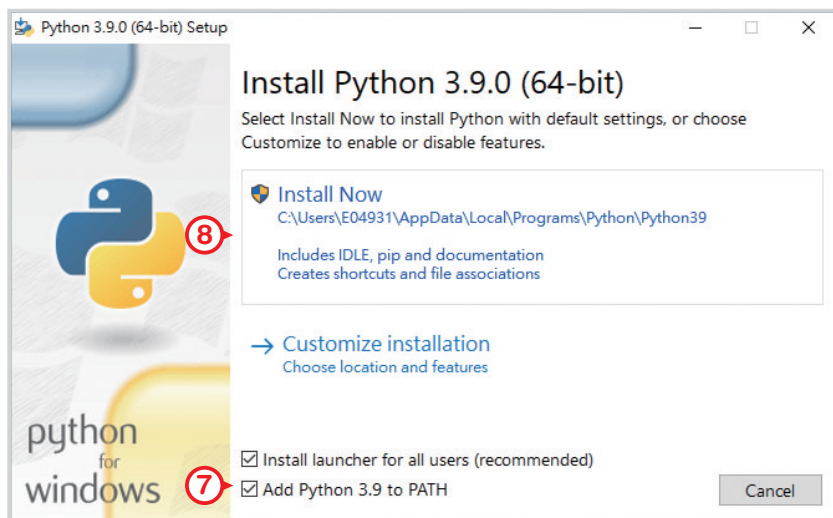 Python 3.9.0 (64-bit) Setup
Install Python 3.9.0 (64-bit)
Select Install Now to install Python with default settings, or choose
Customize to enable or disable features.
Install Now
C:\Users\E04931\AppData\Local\Programs\Python\Python39
8
Includes IDLE, pip and documentation
Creates shortcuts and file associations
Customize installation
Choose location and features
python
for
windows
Install launcher for all users (recommended)
7
Add Python 3.9 to PATH
Cancel